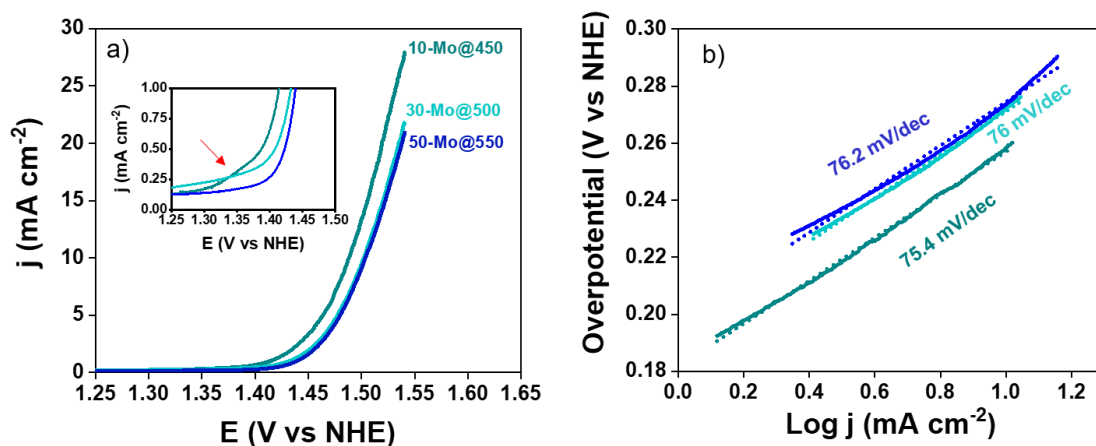 a)
30
25
20
15
10
5
0
j (mA cm⁻²)
1.25 1.30 1.35 1.40 1.45 1.50 1.55 1.60 1.65
E (V vs NHE)
10-Mo@450
30-Mo@500
50-Mo@550
1.00
0.75
0.50
0.25
0.00
j (mA cm⁻²)
1.25 1.30 1.35 1.40 1.45 1.50
E (V vs NHE)
b)
0.30
0.28
0.26
0.24
0.22
0.20
0.18
Overpotential (V vs NHE)
76.2 mV/dec
76 mV/dec
75.4 mV/dec
0.0 0.2 0.4 0.6 0.8 1.0 1.2
Log j (mA cm⁻²)